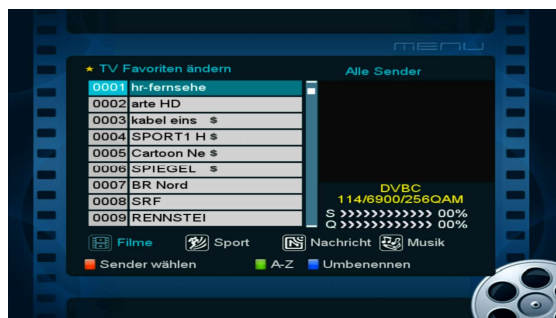 MENU
TV Favoriten ändern
Alle Sender
0001 hr-fernsehe
0002 arte HD
0003 kabel eins $
0004 SPORT1 H $
0005 Cartoon Ne $
0006 SPIEGEL $
0007 BR Nord
0008 SRF
0009 RENNSTEI
DVBC
114/6900/256QAM
S 00%
Q 00%
Filme Sport N Nachricht Musik
Sender wählen A-Z Umbenennen